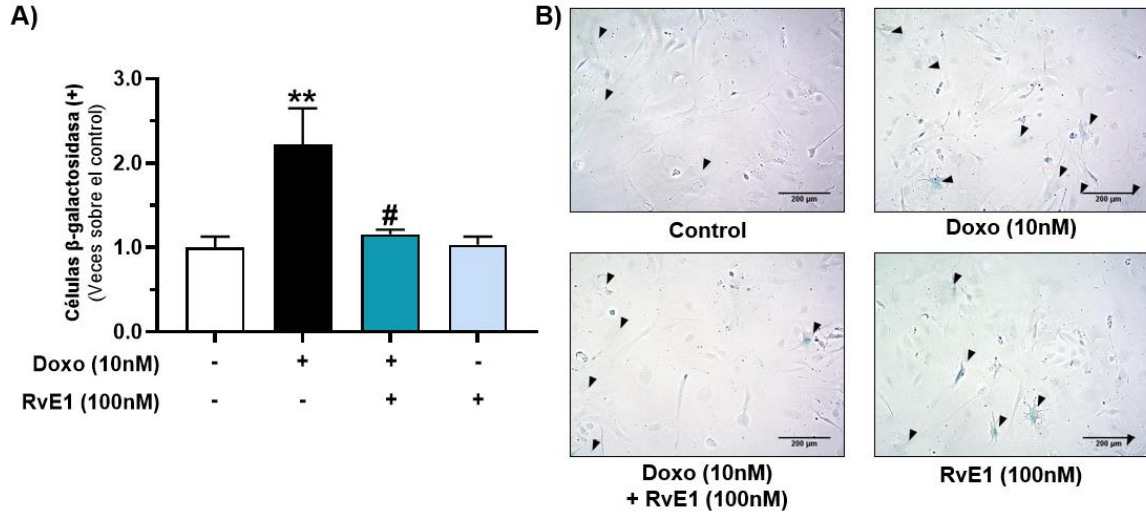 A)
Células β-galactosidasa (+)
(Veces sobre el control)
3.0
2.0
1.0
0.0
**
#
Doxo (10nM) - + + -
RvE1 (100nM) - - + +
B)
200 µm
Control
200 µm
Doxo (10nM)
200 µm
Doxo (10nM)
+ RvE1 (100nM)
200 µm
RvE1 (100nM)